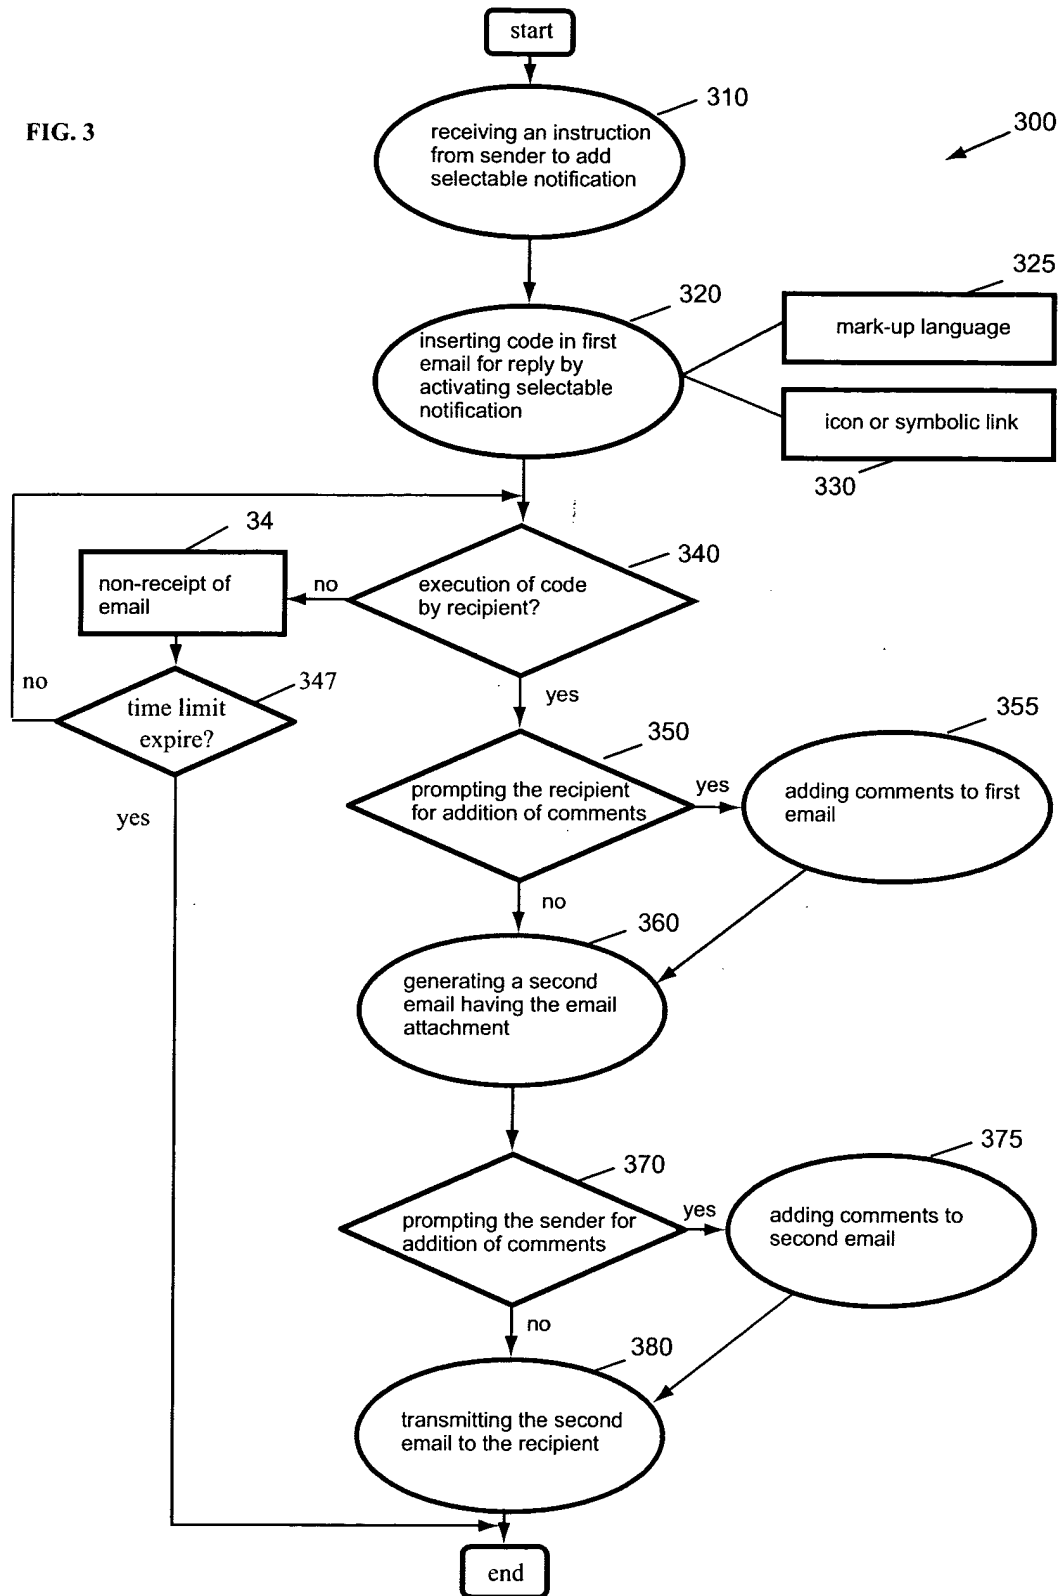 start
FIG. 3
310
300
receiving an instruction
from sender to add
selectable notification
320
325
mark-up language
inserting code in first
email for reply by
activating selectable
notification
icon or symbolic link
330
34
340
non-receipt of
email
no
execution of code
by recipient?
no
347
yes
time limit
expire?
350
355
prompting the recipient
for addition of comments
yes
adding comments to first
email
yes
no
360
generating a second
email having the email
attachment
370
375
prompting the sender for
addition of comments
yes
adding comments to
second email
no
380
transmitting the second
email to the recipient
end